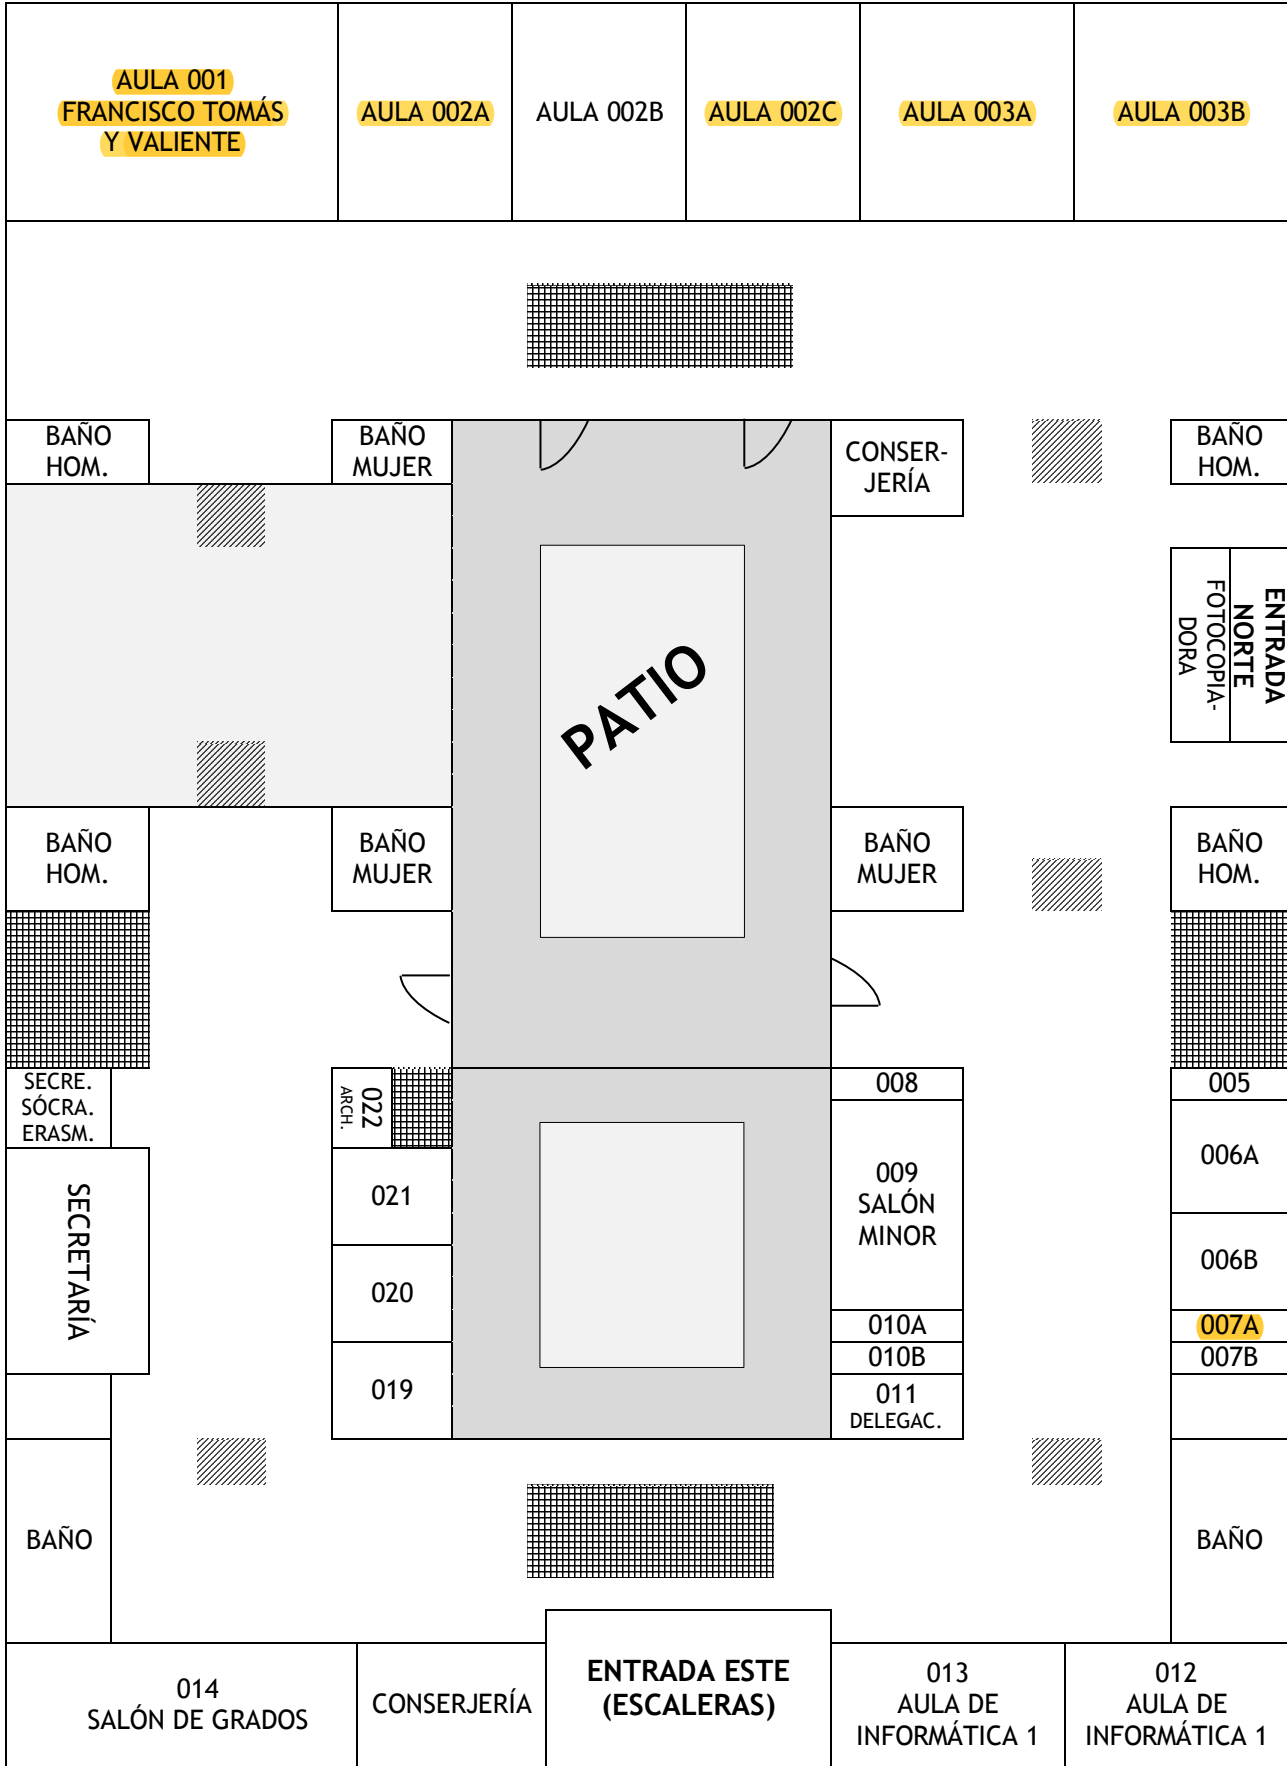 AULA 001
FRANCISCO TOMÁS
Y VALIENTE
AULA 002A
AULA 002B
AULA 002C
AULA 003A
AULA 003B
BAÑO
HOM.
BAÑO
MUJER
CONSER-
JERÍA
BAÑO
HOM.
ENTRADA
NORTE
FOTOCOPIA-
DORA
PATIO
BAÑO
HOM.
BAÑO
MUJER
BAÑO
MUJER
BAÑO
HOM.
SECRE.
SÓCRA.
ERASM.
022
ARCH.
008
005
SECRETARÍA
021
009
SALÓN
MINOR
006A
020
006B
010A
007A
010B
007B
019
011
DELEGAC.
BAÑO
BAÑO
014
SALÓN DE GRADOS
CONSERJERÍA
ENTRADA ESTE
(ESCALERAS)
013
AULA DE
INFORMÁTICA 1
012
AULA DE
INFORMÁTICA 1